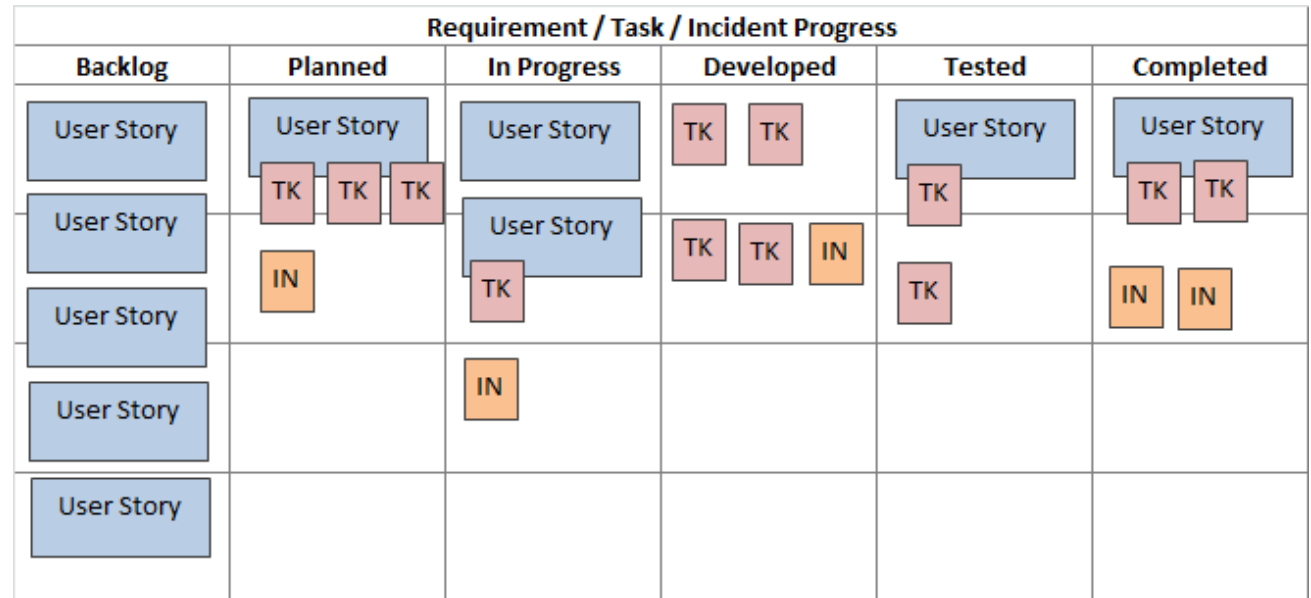 Requirement / Task / Incident Progress
Backlog Planned In Progress Developed Tested Completed
User Story User Story User Story TK TK User Story User Story
TK TK TK TK TK TK
User Story User Story TK TK IN
IN TK TK IN IN
User Story
IN
User Story
User Story